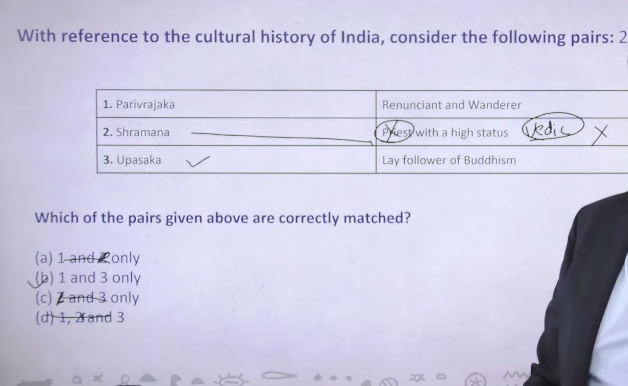 With reference to the cultural history of India, consider the following pairs: 2
1. Parivrajaka Renunciant and Wanderer
2. Shramana Priest with a high status Vedic X
3. Upasaka Lay follower of Buddhism
Which of the pairs given above are correctly matched?
(a) 1 and 2 only
(b) 1 and 3 only
(c) 2 and 3 only
(d) 1, 2 and 3